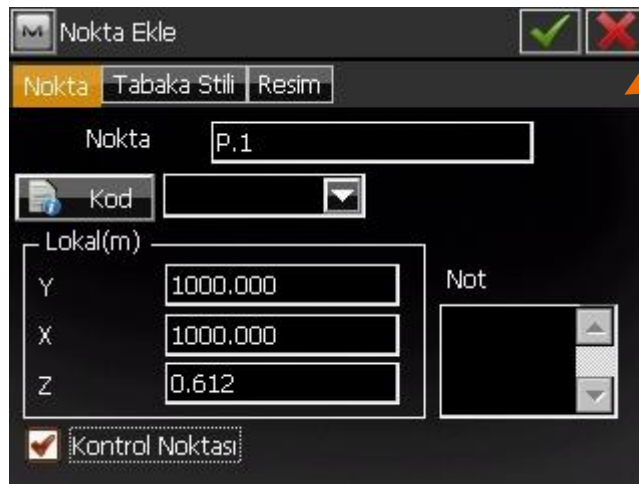 Nokta Ekle
Nokta Tabaka Stili Resim
Nokta P.1
Kod
Lokal(m)
Y 1000.000
X 1000.000
Z 0.612
Not
Kontrol Noktası